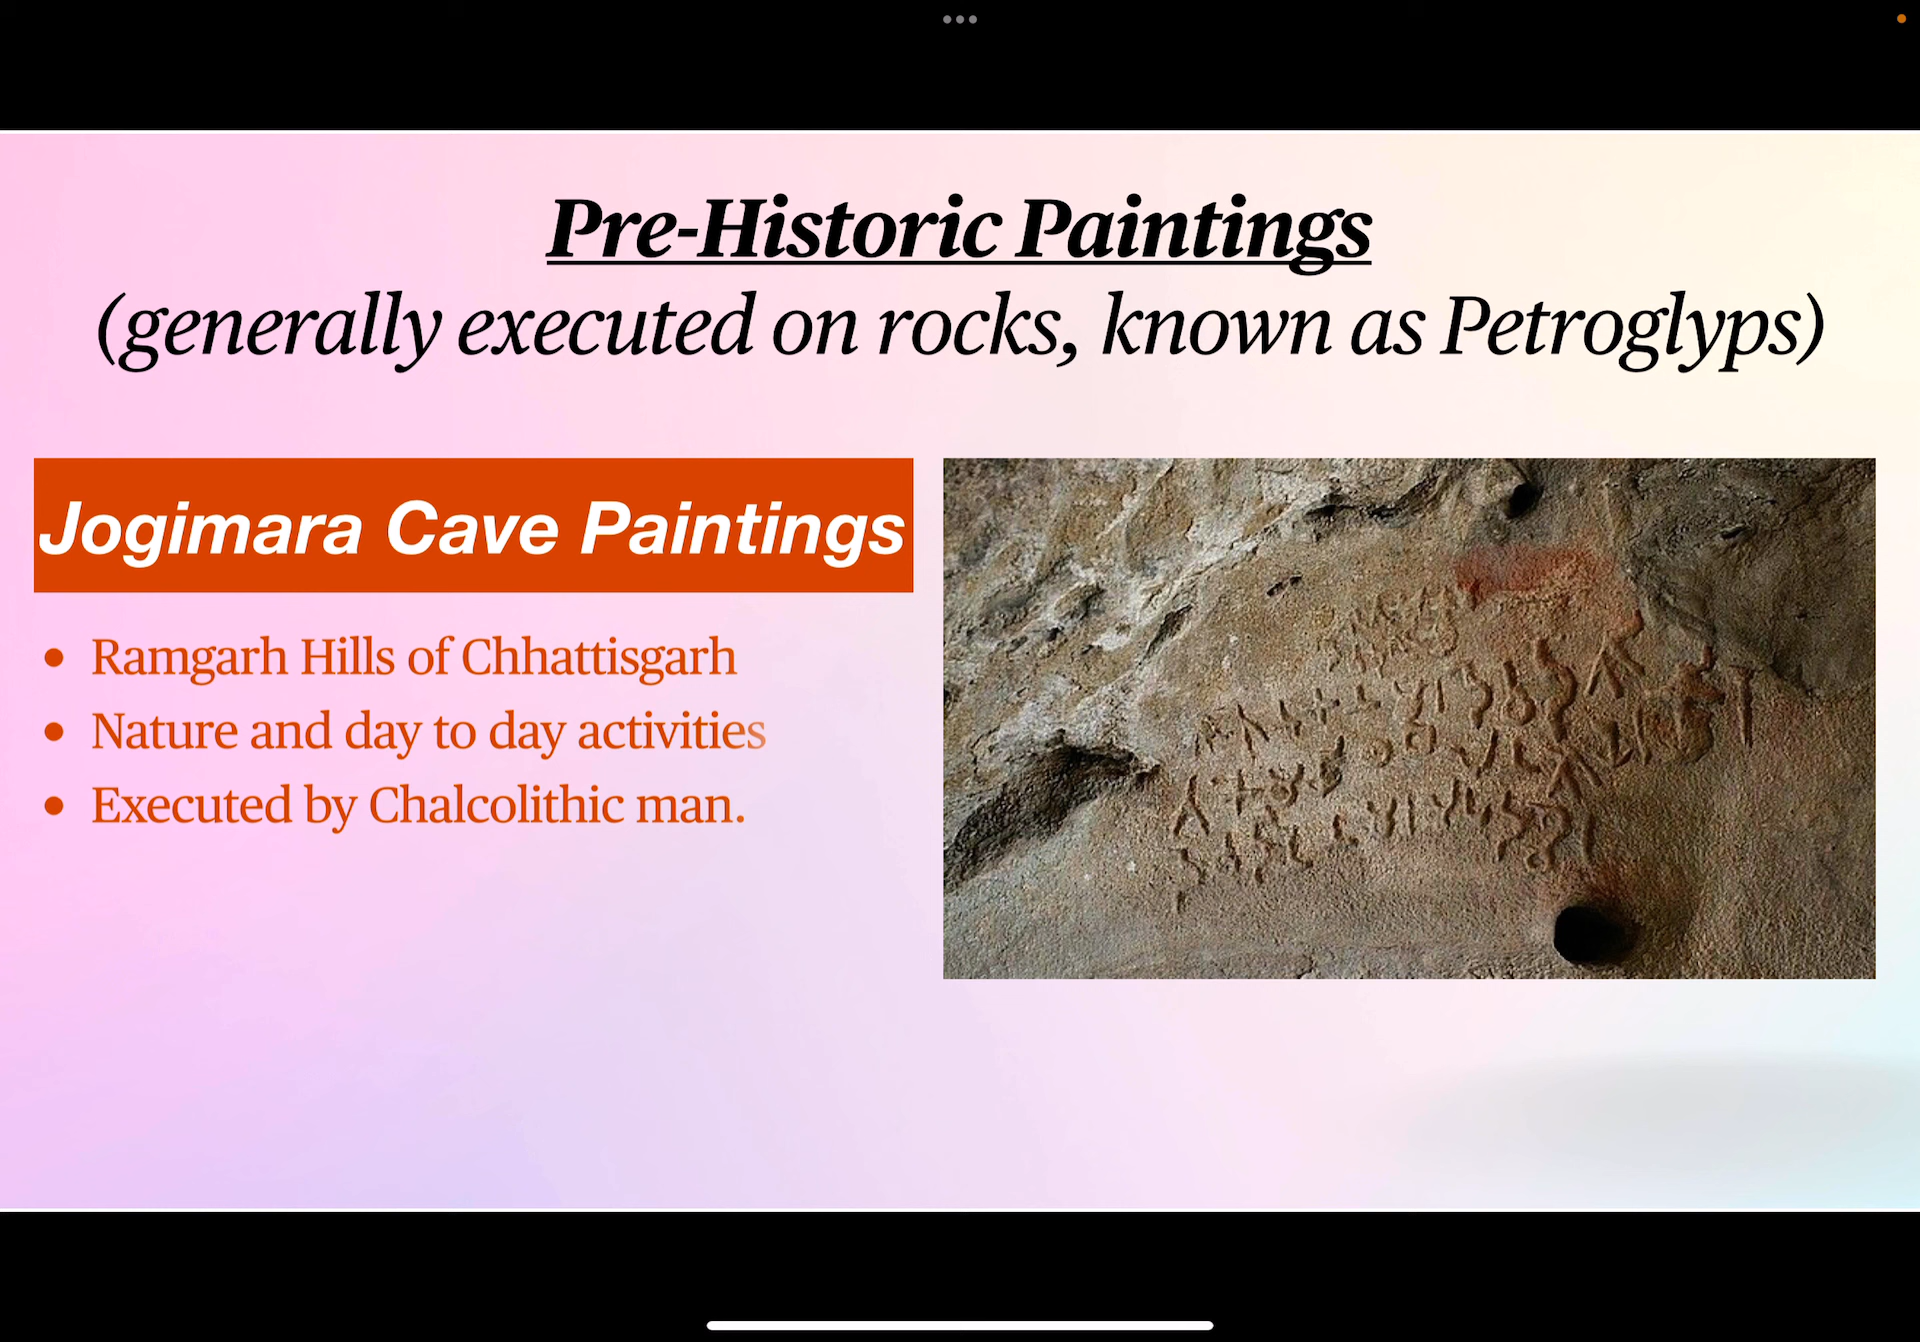 Pre-Historic Paintings
(generally executed on rocks, known as Petroglyps)
Jogimara Cave Paintings
• Ramgarh Hills of Chhattisgarh
• Nature and day to day activities
• Executed by Chalcolithic man.